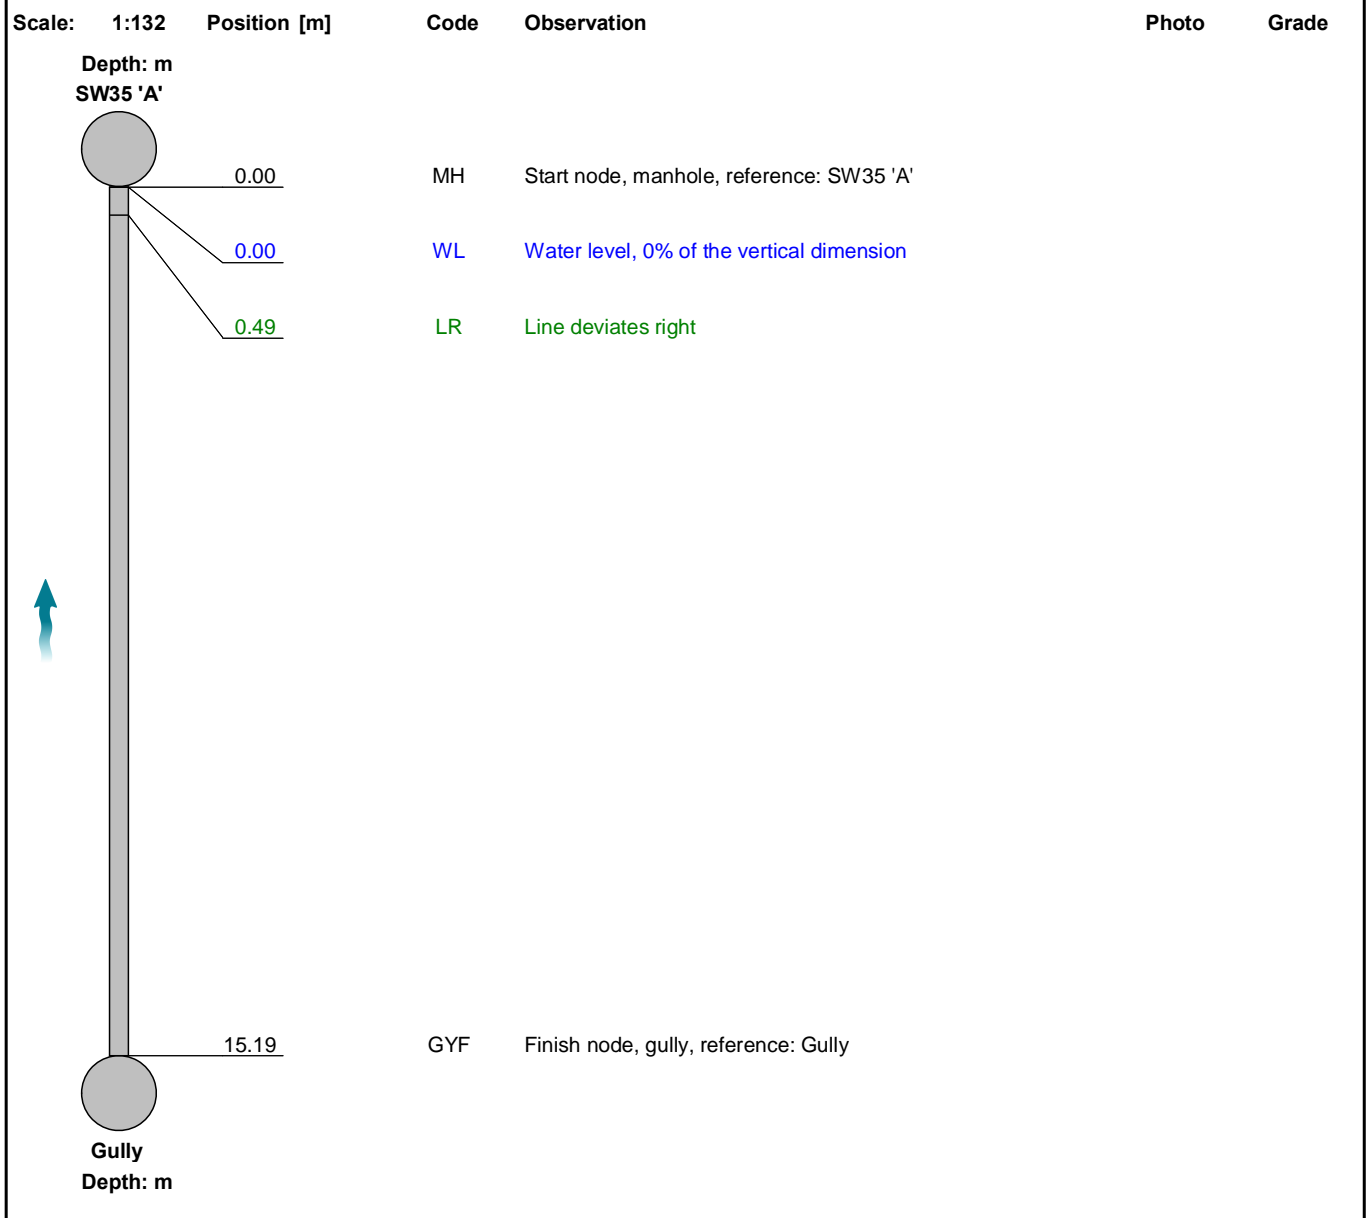 Scale: 1:132 Position [m] Code Observation Photo Grade
Depth: m
SW35 'A'
0.00 MH Start node, manhole, reference: SW35 'A'
0.00 WL Water level, 0% of the vertical dimension
0.49 LR Line deviates right
15.19 GYF Finish node, gully, reference: Gully
Gully
Depth: m